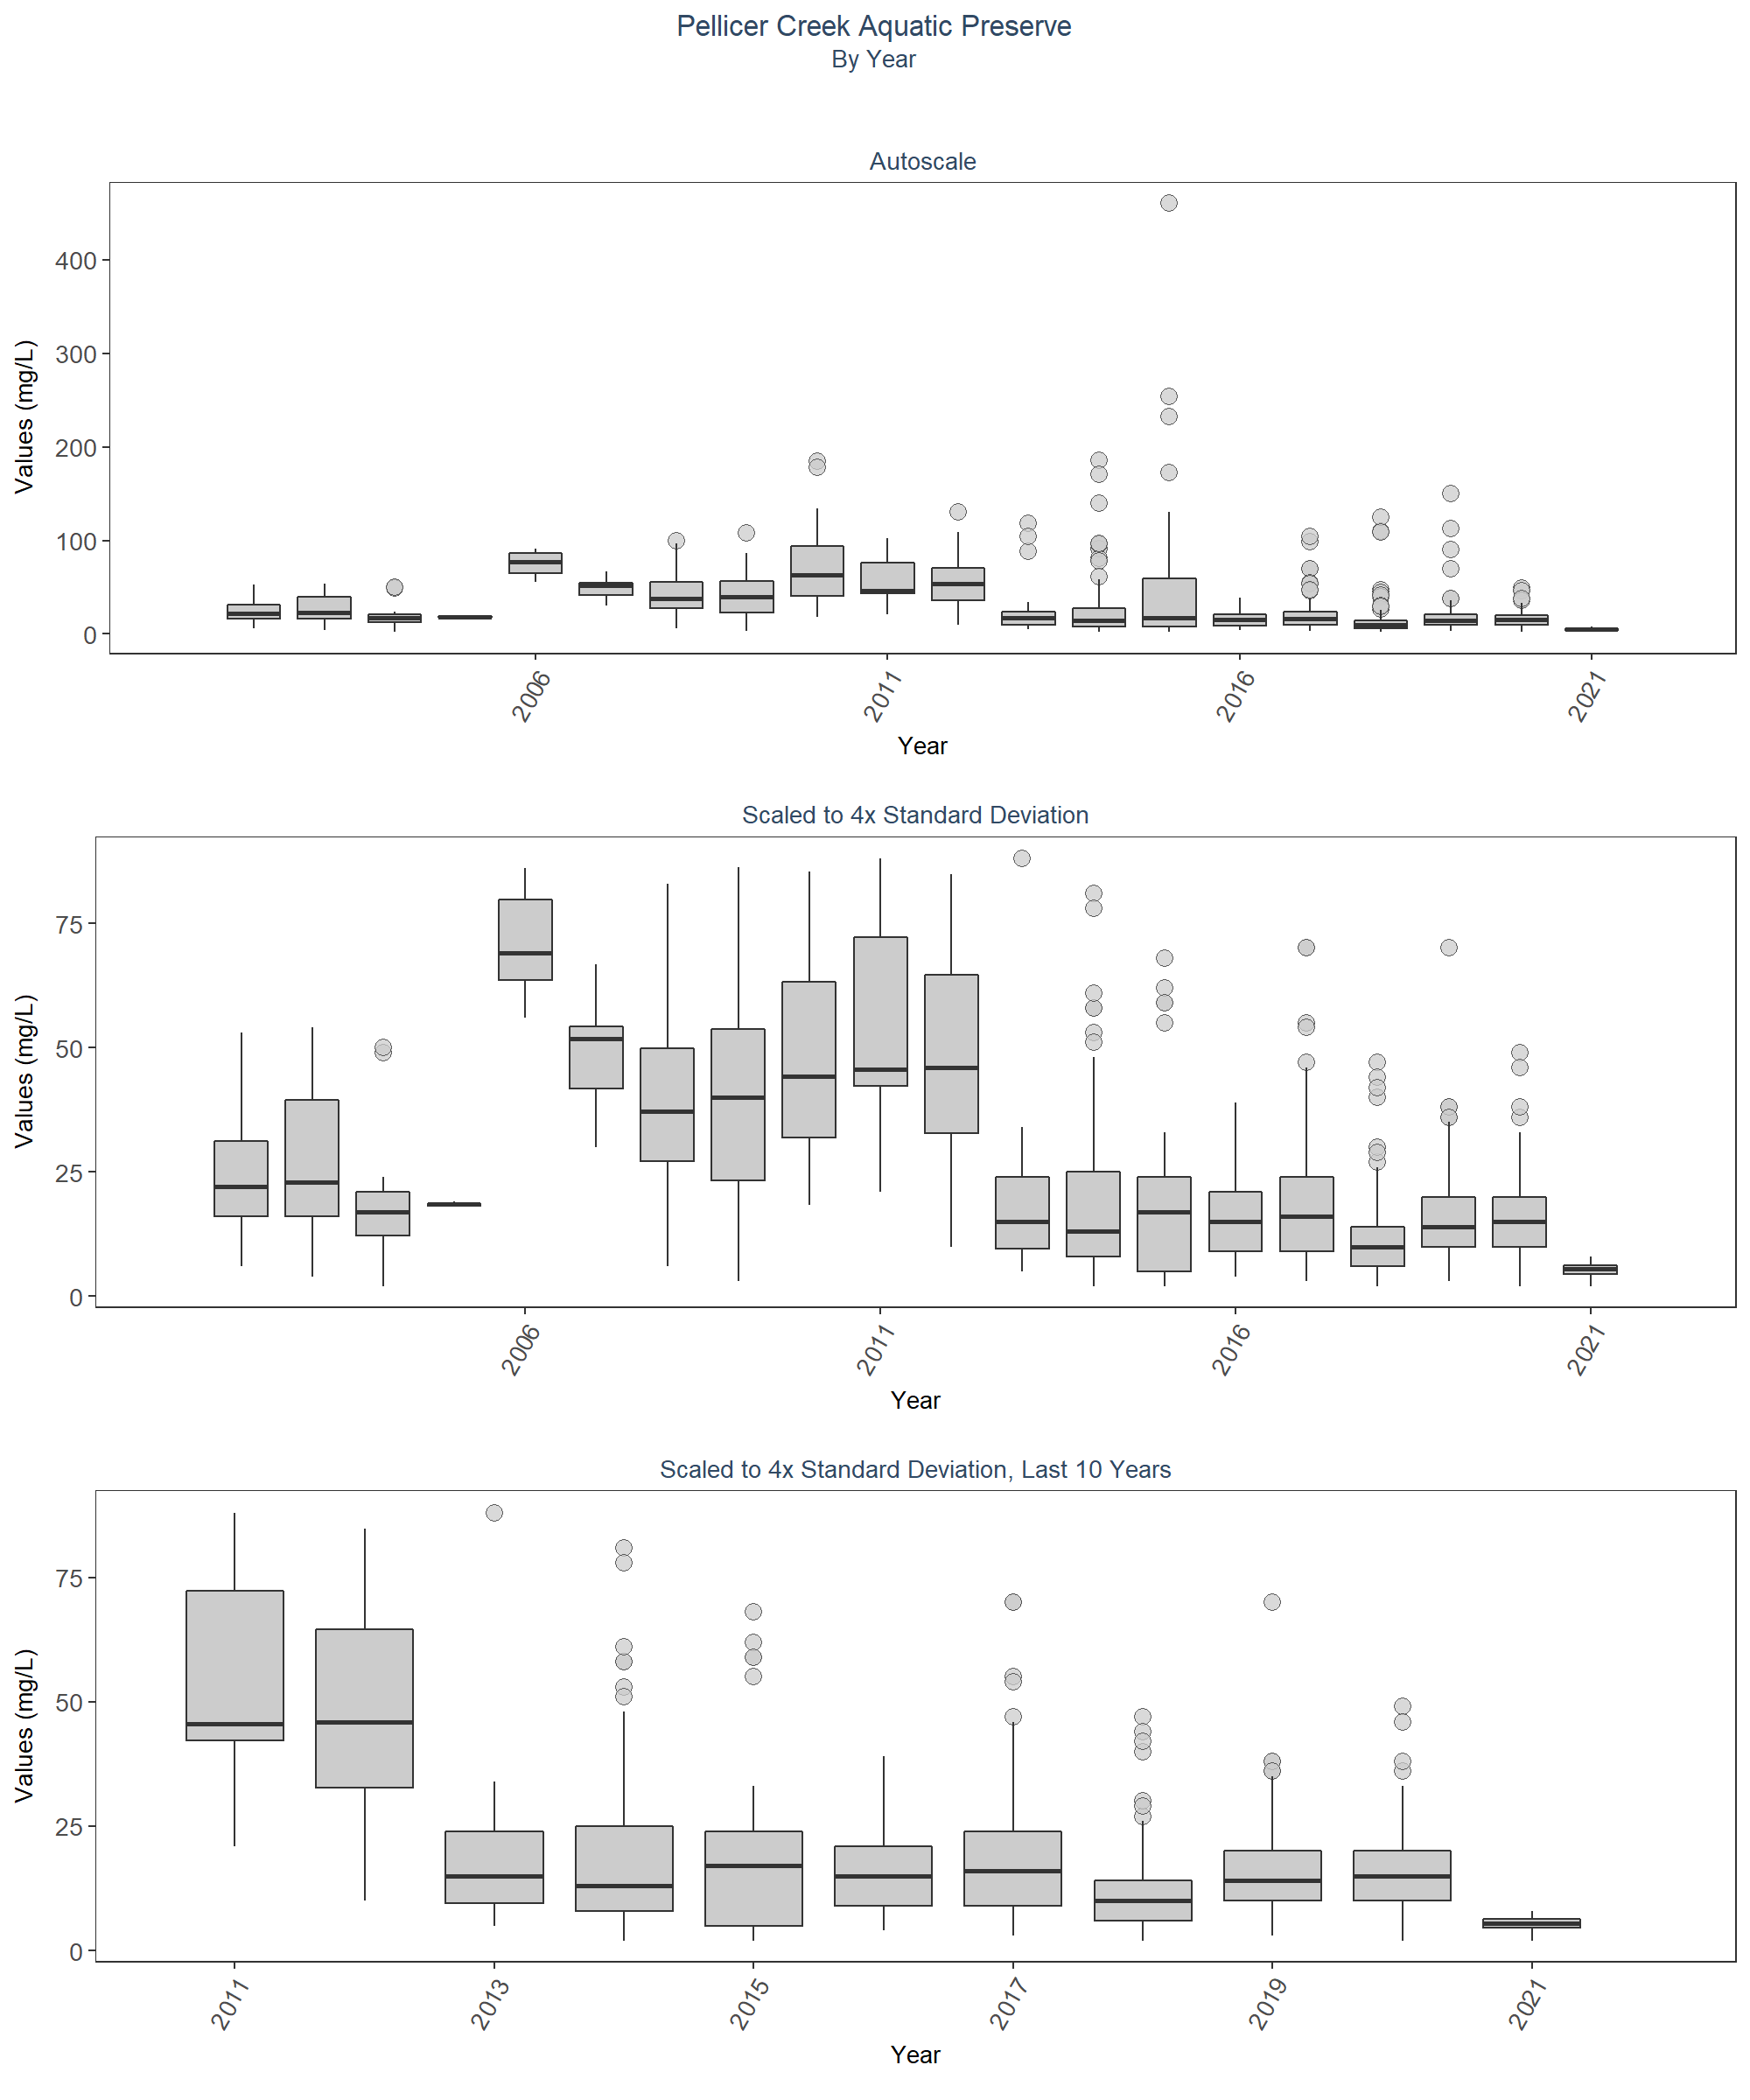 Pellicer Creek Aquatic Preserve
By Year
Autoscale
Values (mg/L)
400
300
200
100
0
2006
2011
2016
2021
Year
Scaled to 4x Standard Deviation
Values (mg/L)
75
50
25
0
2006
2011
2016
2021
Year
Scaled to 4x Standard Deviation, Last 10 Years
Values (mg/L)
75
50
25
0
2011
2013
2015
2017
2019
2021
Year